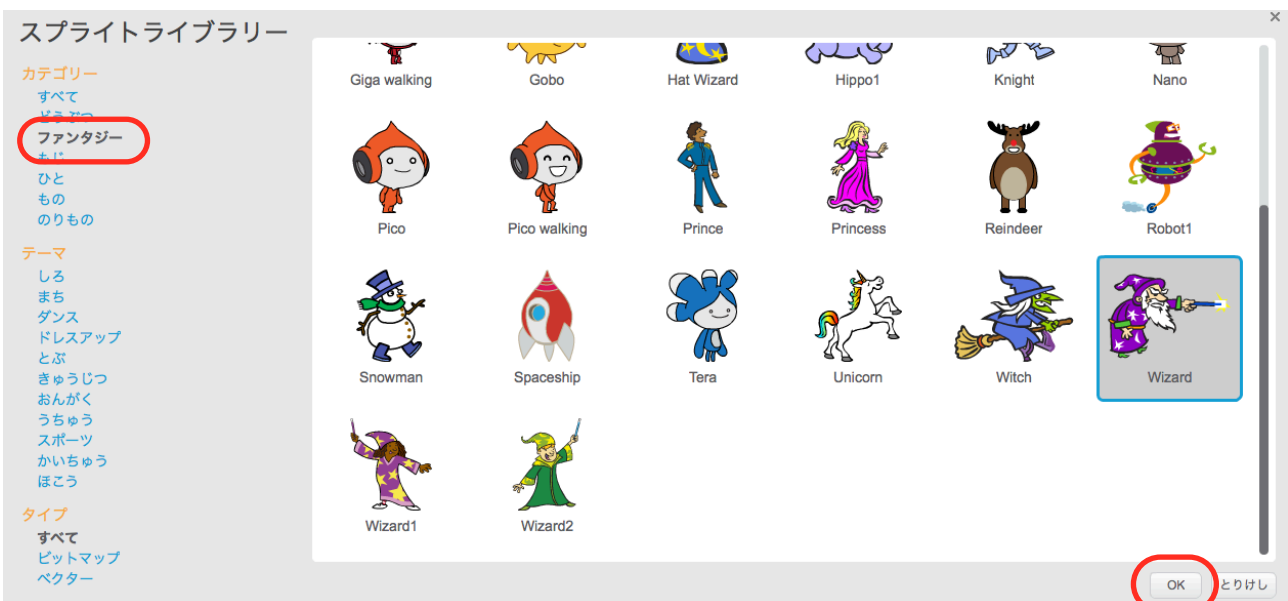 スプライトライブラリー
×
カテゴリー
すべて
どうぶつ
ファンタジー
もじ
ひと
もの
のりもの
テーマ
しろ
まち
ダンス
ドレスアップ
とぶ
きゅうじつ
おんがく
うちゅう
スポーツ
かいちゅう
ほこう
タイプ
すべて
ビットマップ
ベクター
Giga walking Gobo Hat Wizard Hippo1 Knight Nano
Pico Pico walking Prince Princess Reindeer Robot1
Snowman Spaceship Tera Unicorn Witch Wizard
Wizard1 Wizard2
OK とりけし